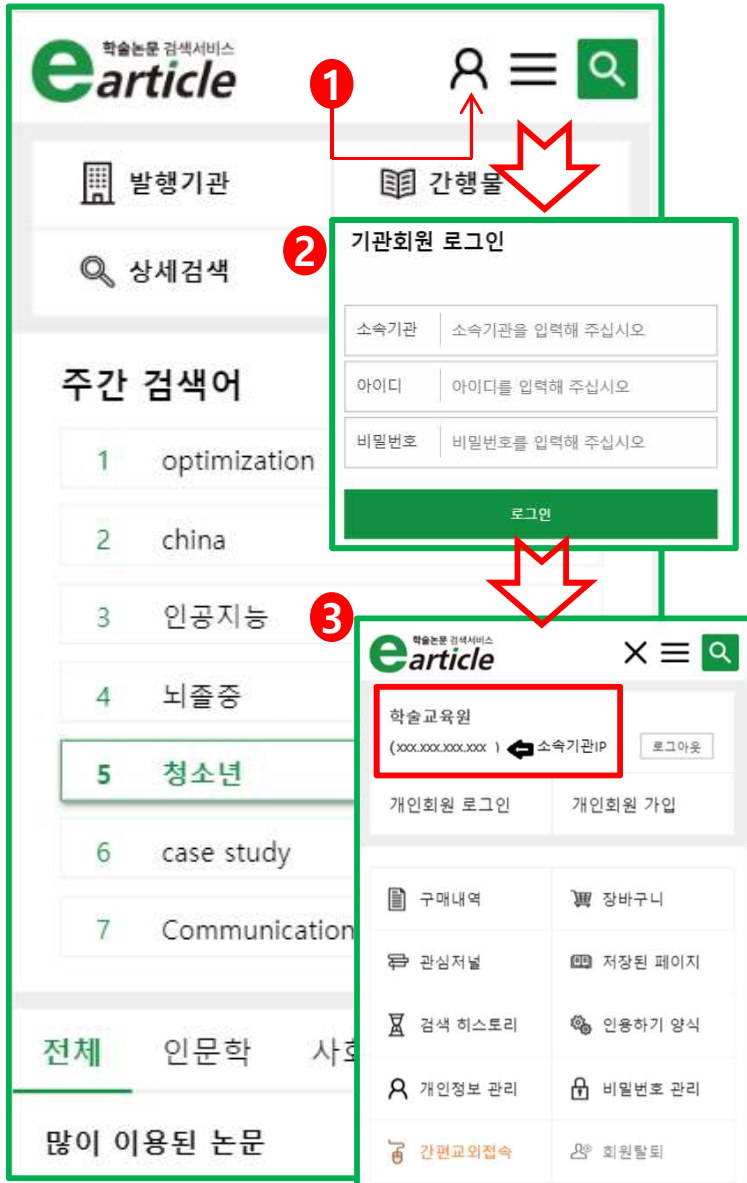 학술논문 검색서비스
earticle
1
발행기관
간행물
상세검색
주간 검색어
1 optimization
2 china
3 인공지능
4 뇌졸중
5 청소년
6 case study
7 Communication
전체 인문학 사회
많이 이용된 논문
2
기관회원 로그인
소속기관 소속기관을 입력해 주십시오
아이디 아이디를 입력해 주십시오
비밀번호 비밀번호를 입력해 주십시오
로그인
3
학술논문 검색서비스
earticle
학술교육원
(xxx.xxx.xxx.xxx ) 소속기관IP 로그아웃
개인회원 로그인 개인회원 가입
구매내역 장바구니
관심저널 저장된 페이지
검색 히스토리 인용하기 양식
개인정보 관리 비밀번호 관리
간편교외접속 회원탈퇴